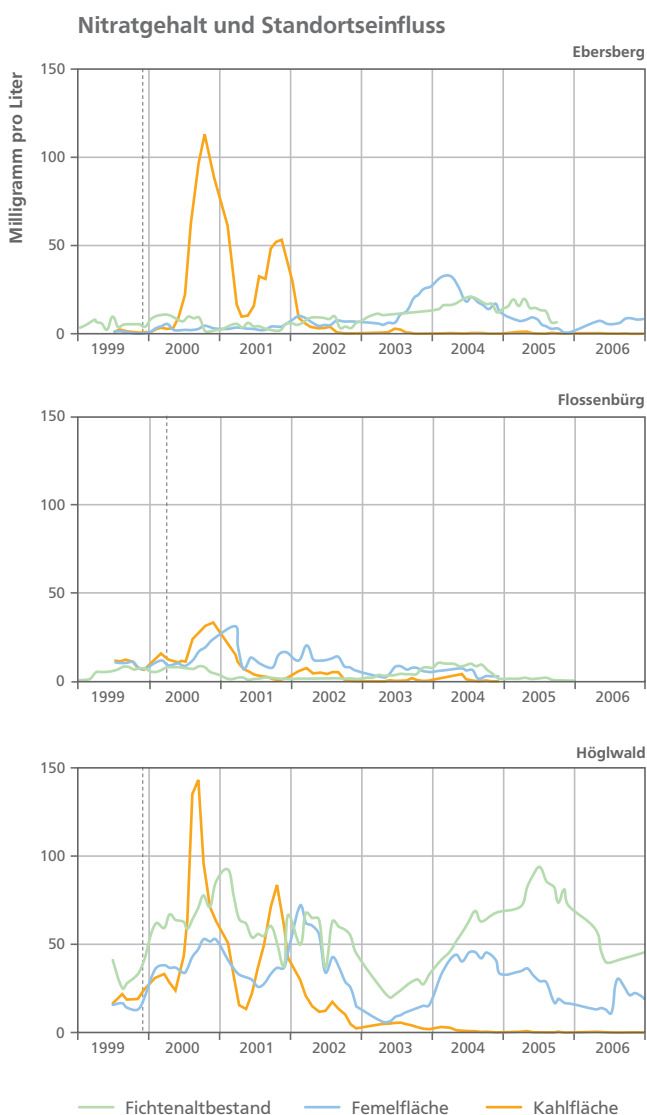 Nitratgehalt und Standortseinfluss
Ebersberg
Milligramm pro Liter
150
100
50
0
1999 2000 2001 2002 2003 2004 2005 2006
Flossenbürg
150
100
50
0
1999 2000 2001 2002 2003 2004 2005 2006
Höglwald
150
100
50
0
1999 2000 2001 2002 2003 2004 2005 2006
Fichtenaltbestand Femelfläche Kahlfläche